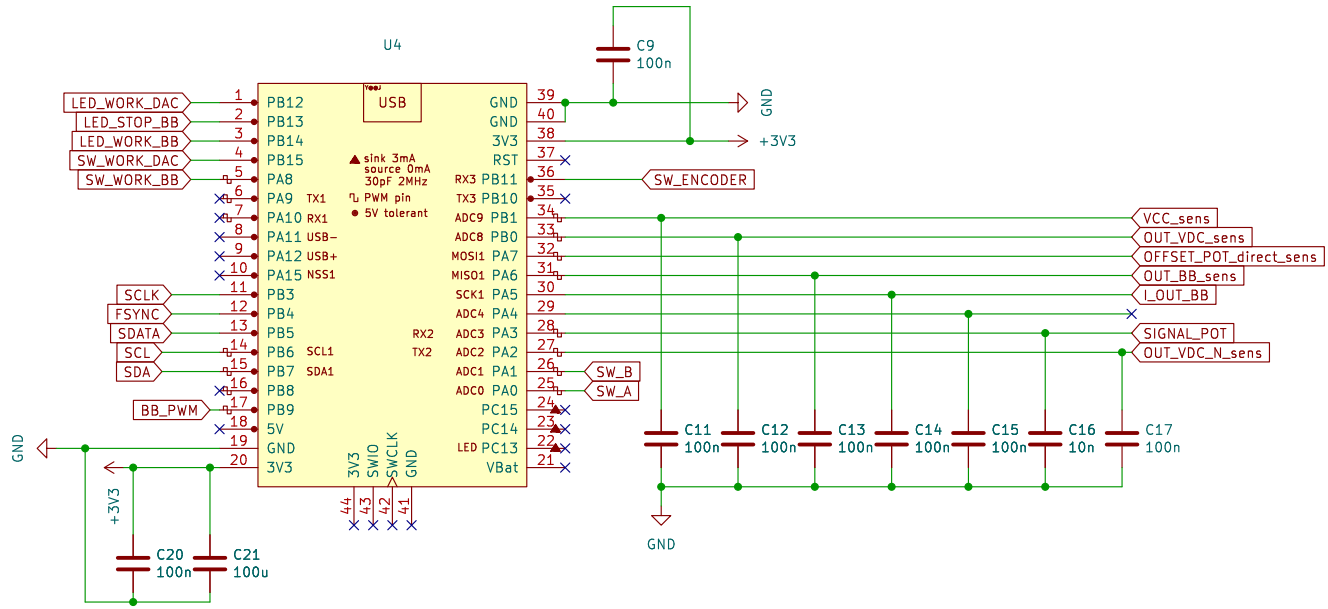 U4
C9
100n
USB
LED_WORK_DAC 1 PB12
LED_STOP_BB 2 PB13
LED_WORK_BB 3 PB14
SW_WORK_DAC 4 PB15
SW_WORK_BB 5 PA8
6 PA9 TX1
7 PA10 RX1
8 PA11 USB-
9 PA12 USB+
10 PA15 NSS1
SCLK 11 PB3
FSYNC 12 PB4
SDATA 13 PB5
SCL 14 PB6 SCL1
SDA 15 PB7 SDA1
16 PB8
BB_PWM 17 PB9
18 5V
GND 19 GND
20 3V3
+3V3
sink 3mA
source 0mA
30pF 2MHz
PWM pin
5V tolerant
GND 39 GND
GND 40
3V3 38 +3V3
RST 37
RX3 PB11 36 SW_ENCODER
TX3 PB10 35
ADC9 PB1 34 VCC_sens
ADC8 PB0 33 OUT_VDC_sens
MOSI1 PA7 32 OFFSET_POT_direct_sens
MISO1 PA6 31 OUT_BB_sens
SCK1 PA5 30 I_OUT_BB
ADC4 PA4 29
RX2 ADC3 PA3 28 SIGNAL_POT
TX2 ADC2 PA2 27 OUT_VDC_N_sens
ADC1 PA1 26 SW_B
ADC0 PA0 25 SW_A
PC15 24
PC14 23
LED PC13 22
VBat 21
3V3 44
SWIO 43
SWCLK 42
GND 41
C11
100n
C12
100n
C13
100n
C14
100n
C15
100n
C16
10n
C17
100n
GND
C20
100n
C21
100u